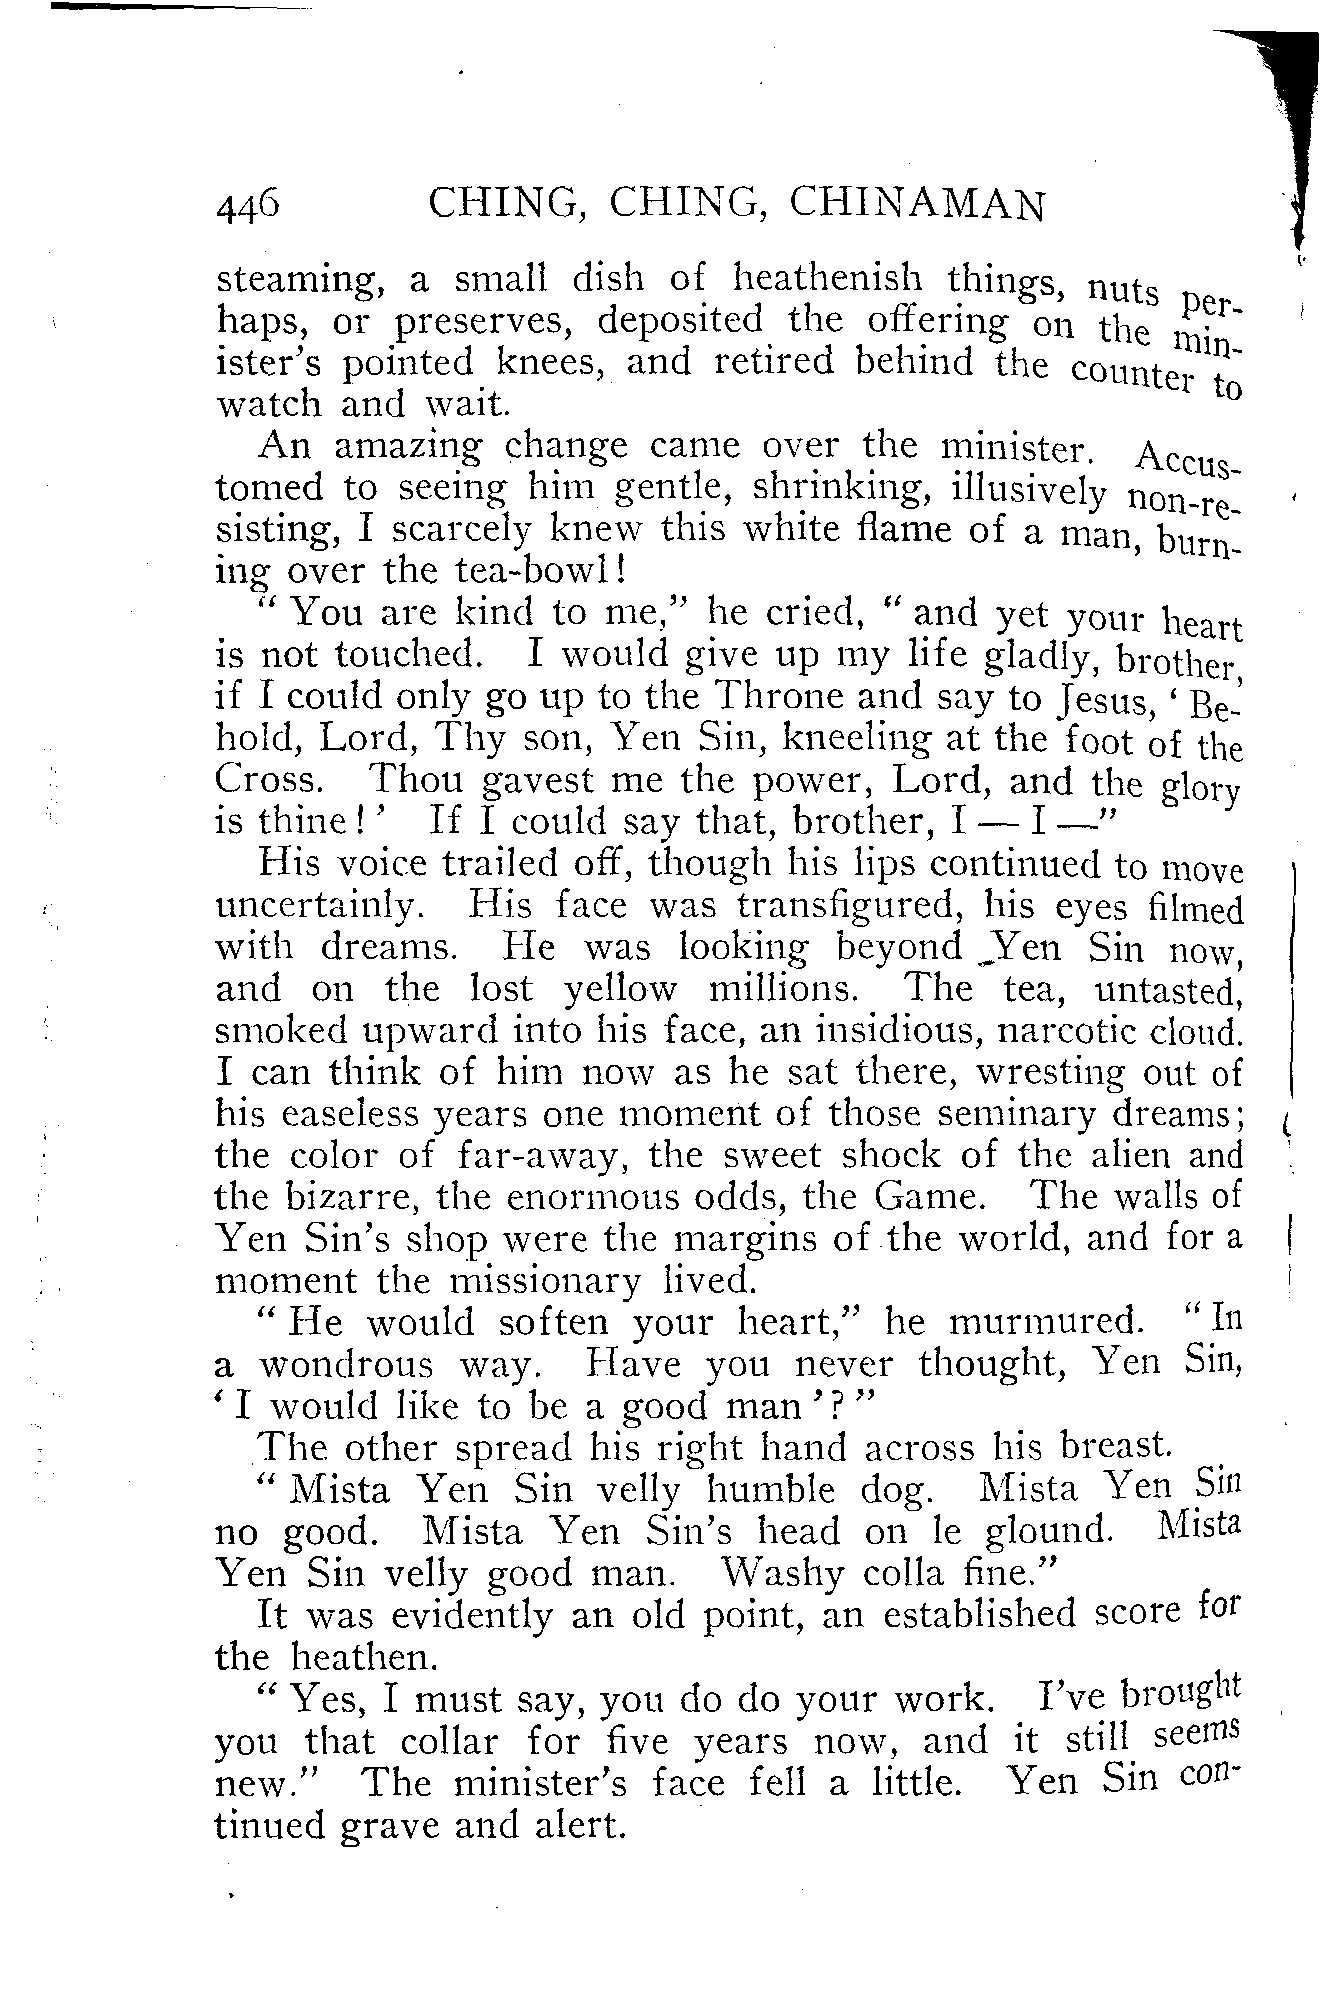 446 CHING, CHING, CHINAMAN
steaming, a small dish of heathenish things, nuts per-
haps, or preserves, deposited the offering on the min-
ister's pointed knees, and retired behind the counter to
watch and wait.
An amazing change came over the minister. Accus-
tomed to seeing him gentle, shrinking, illusively non-re-
sisting, I scarcely knew this white flame of a man, burn-
ing over the tea-bowl!
"You are kind to me," he cried, "and yet your heart
is not touched. I would give up my life gladly, brother,
if I could only go up to the Throne and say to Jesus, 'Be-
hold, Lord, Thy son, Yen Sin, kneeling at the foot of the
Cross. Thou gavest me the power, Lord, and the glory
is thine!' If I could say that, brother, I — I —"
His voice trailed off, though his lips continued to move
uncertainly. His face was transfigured, his eyes filmed
with dreams. He was looking beyond Yen Sin now,
and on the lost yellow millions. The tea, untasted,
smoked upward into his face, an insidious, narcotic cloud.
I can think of him now as he sat there, wresting out of
his easeless years one moment of those seminary dreams;
the color of far-away, the sweet shock of the alien and
the bizarre, the enormous odds, the Game. The walls of
Yen Sin's shop were the margins of the world, and for a
moment the missionary lived.
"He would soften your heart," he murmured. "In
a wondrous way. Have you never thought, Yen Sin,
'I would like to be a good man'?"
The other spread his right hand across his breast.
"Mista Yen Sin velly humble dog. Mista Yen Sin
no good. Mista Yen Sin's head on le glound. Mista
Yen Sin velly good man. Washy colla fine."
It was evidently an old point, an established score for
the heathen.
"Yes, I must say, you do do your work. I've brought
you that collar for five years now, and it still seems
new." The minister's face fell a little. Yen Sin con-
tinued grave and alert.